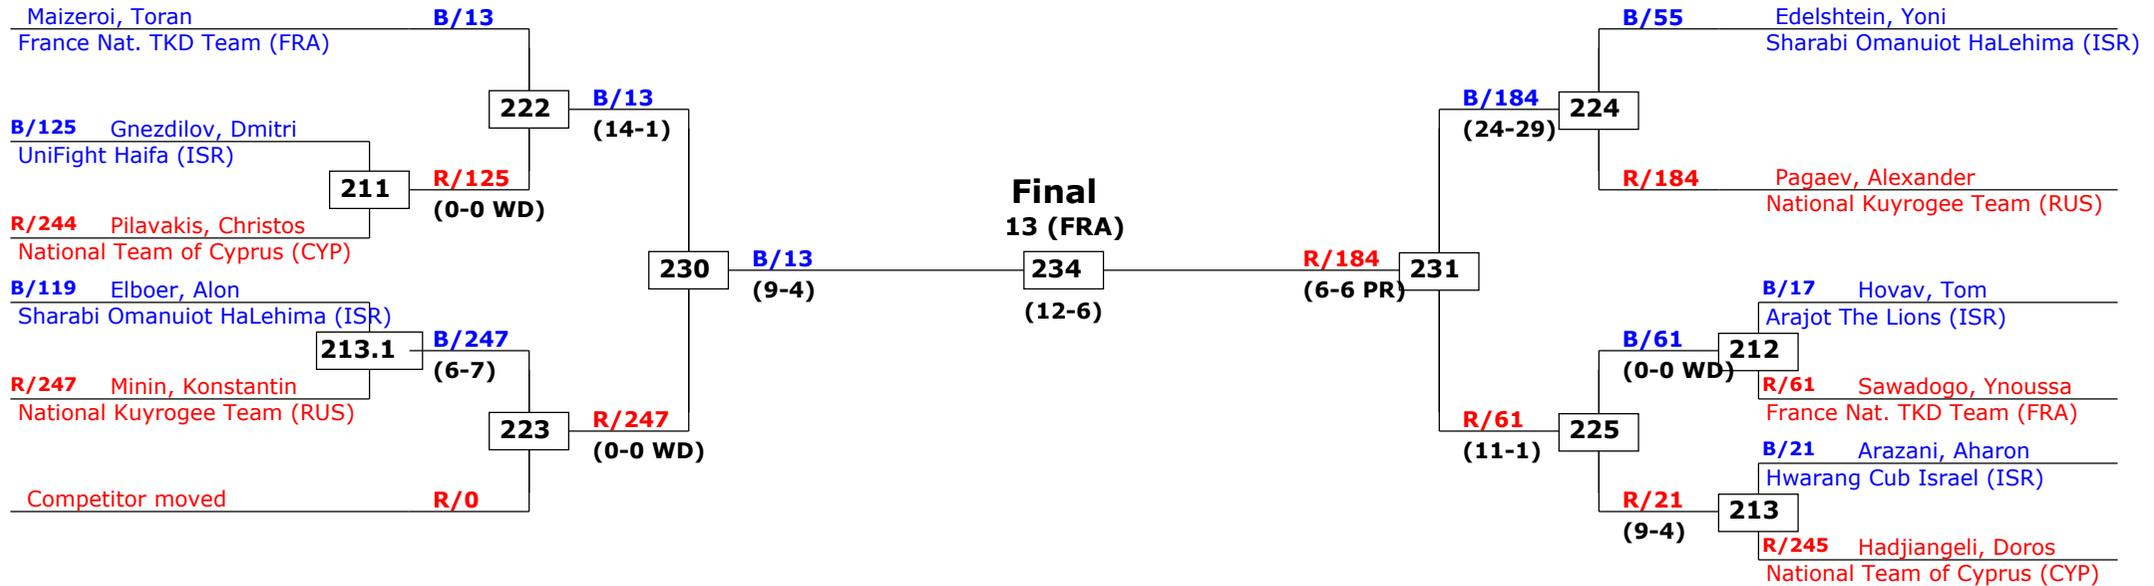 Maizeroi, Toran
B/13
France Nat. TKD Team (FRA)
222
B/13
(14-1)
B/125 Gnezdilov, Dmitri
UniFight Haifa (ISR)
211
R/125
(0-0 WD)
R/244 Pilavakis, Christos
National Team of Cyprus (CYP)
230
B/13
(9-4)
B/119 Elboer, Alon
Sharabi Omanuiot HaLehima (ISR)
213.1
B/247
(6-7)
R/247 Minin, Konstantin
National Kuyrogee Team (RUS)
223
R/247
(0-0 WD)
Competitor moved
R/0
Final
13 (FRA)
234
(12-6)
B/55 Edelshtein, Yoni
Sharabi Omanuiot HaLehima (ISR)
B/184
(24-29)
224
R/184 Pagaev, Alexander
National Kuyrogee Team (RUS)
R/184
(6-6 PR)
231
B/17 Hovav, Tom
Arajot The Lions (ISR)
B/61
(0-0 WD)
212
R/61 Sawadogo, Ynoussa
France Nat. TKD Team (FRA)
R/61
(11-1)
225
B/21 Arazani, Aharon
Hwarang Cub Israel (ISR)
R/21
(9-4)
213
R/245 Hadjiangeli, Doros
National Team of Cyprus (CYP)